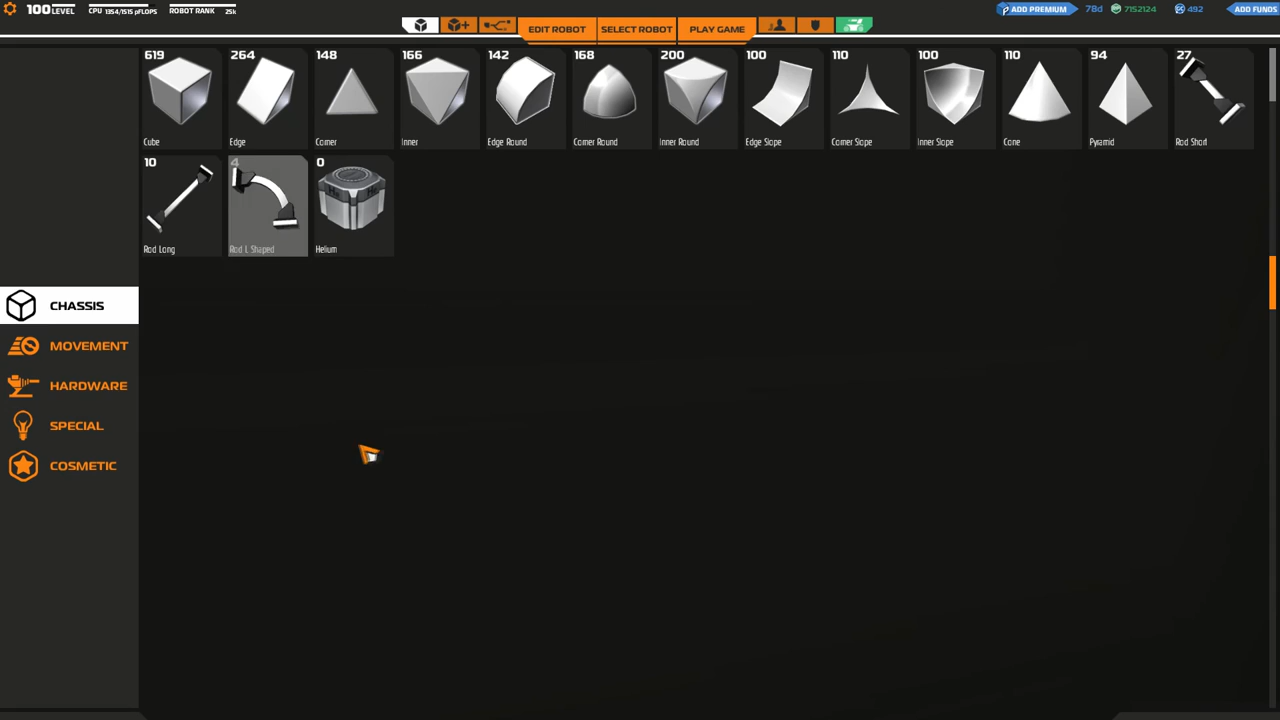 100 LEVEL CPU 1354/1515 pFLOPS ROBOT RANK 25k
ADD PREMIUM 78d 7152124 492 ADD FUNDS
EDIT ROBOT SELECT ROBOT PLAY GAME
619 264 148 166 142 168 200 100 110 100 110 94 27
Cube Edge Corner Inner Edge Round Corner Round Inner Round Edge Slope Corner Slope Inner Slope Cone Pyramid Rod Short
10 4 0
Rod Long Rod L Shaped Helium
CHASSIS
MOVEMENT
HARDWARE
SPECIAL
COSMETIC